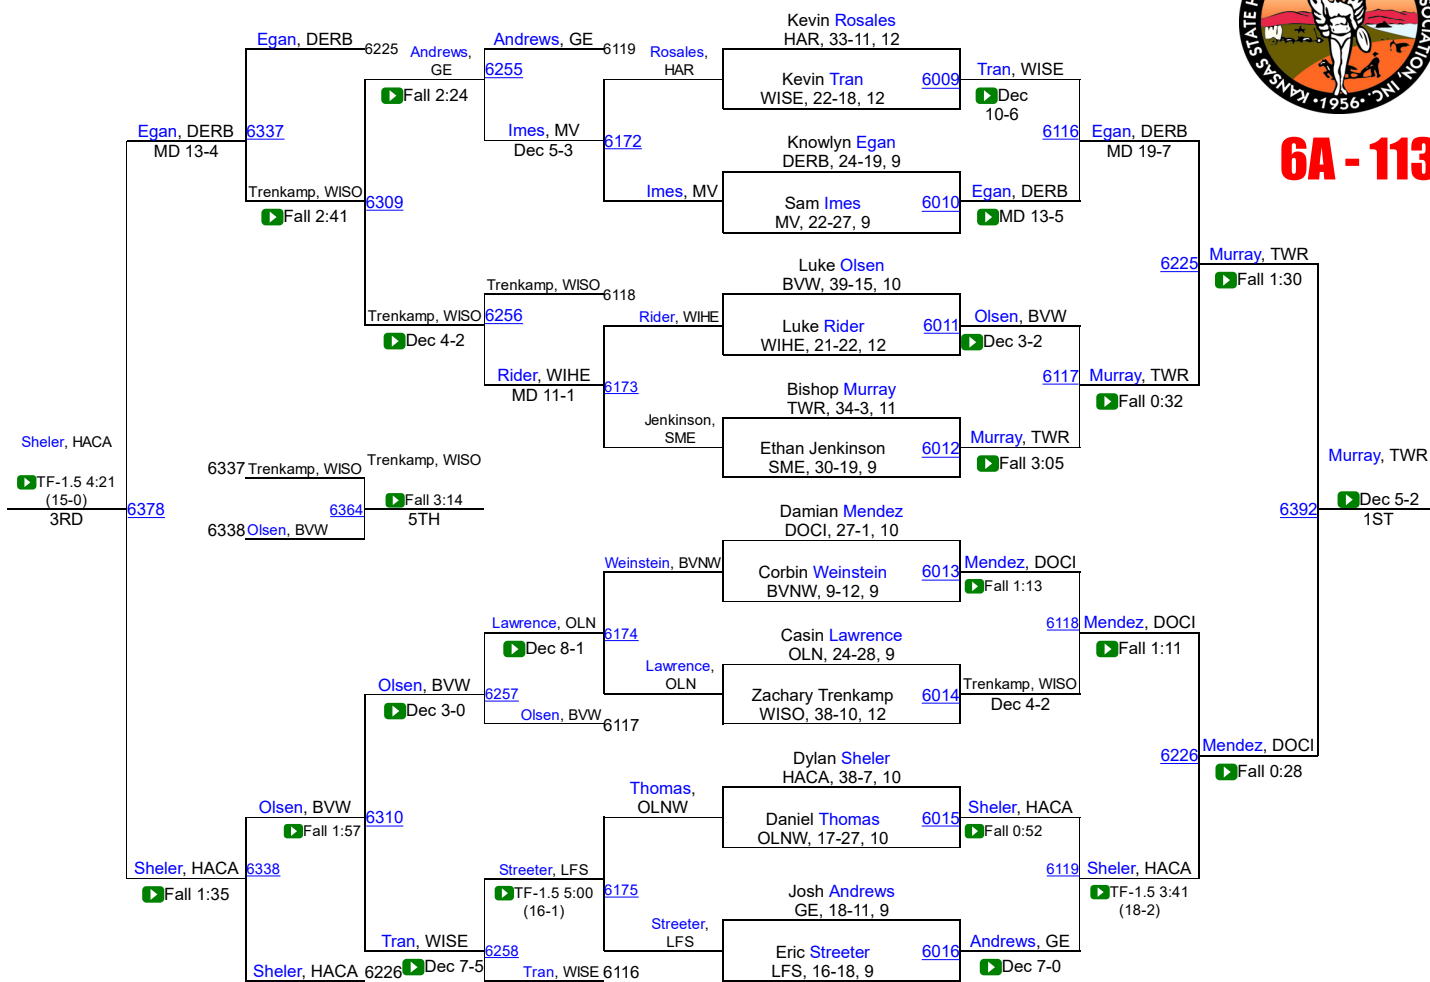 Kevin Rosales
HAR, 33-11, 12
Kevin Tran
WISE, 22-18, 12
6009
Knowlyn Egan
DERB, 24-19, 9
Sam Imes
MV, 22-27, 9
6010
Luke Olsen
BVW, 39-15, 10
Luke Rider
WIHE, 21-22, 12
6011
Bishop Murray
TWR, 34-3, 11
Ethan Jenkinson
SME, 30-19, 9
6012
Damian Mendez
DOCI, 27-1, 10
Corbin Weinstein
BVNW, 9-12, 9
6013
Casin Lawrence
OLN, 24-28, 9
Zachary Trenkamp
WISO, 38-10, 12
6014
Dylan Sheler
HACA, 38-7, 10
Daniel Thomas
OLNW, 17-27, 10
6015
Josh Andrews
GE, 18-11, 9
Eric Streeter
LFS, 16-18, 9
6016
Tran, WISE
Dec
10-6
6116
Egan, DERB
MD 13-5
Olsen, BVW
Dec 3-2
6117
Murray, TWR
Fall 3:05
Mendez, DOCI
Fall 1:13
6118
Trenkamp, WISO
Dec 4-2
Sheler, HACA
Fall 0:52
6119
Andrews, GE
Dec 7-0
Egan, DERB
MD 19-7
6225
Murray, TWR
Fall 0:32
Mendez, DOCI
Fall 1:11
6226
Sheler, HACA
TF-1.5 3:41
(18-2)
Murray, TWR
Fall 1:30
6392
Mendez, DOCI
Fall 0:28
Murray, TWR
Dec 5-2
1ST
Rosales,
HAR
6172
Imes, MV
Rider, WIHE
6173
Jenkinson,
SME
Weinstein, BVNW
6174
Lawrence,
OLN
Thomas,
OLNW
6175
Streeter,
LFS
Andrews, GE
6119
6255
Imes, MV
Dec 5-3
Trenkamp, WISO
6118
6256
Rider, WIHE
MD 11-1
Lawrence, OLN
Dec 8-1
6257
Olsen, BVW
6117
Streeter, LFS
TF-1.5 5:00
(16-1)
6258
Tran, WISE
6116
Andrews,
GE
Fall 2:24
6309
Trenkamp, WISO
Dec 4-2
Olsen, BVW
Dec 3-0
6310
Tran, WISE
Dec 7-5
Egan, DERB
6225
6337
Trenkamp, WISO
Fall 2:41
Olsen, BVW
Fall 1:57
6338
Sheler, HACA
6226
Egan, DERB
MD 13-4
6378
Sheler, HACA
Fall 1:35
Sheler, HACA
TF-1.5 4:21
(15-0)
3RD
6337
Trenkamp, WISO
6364
6338
Olsen, BVW
Trenkamp, WISO
Fall 3:14
5TH
KANSAS STATE H
SOCIATION, INC.
•1956•
6A - 113